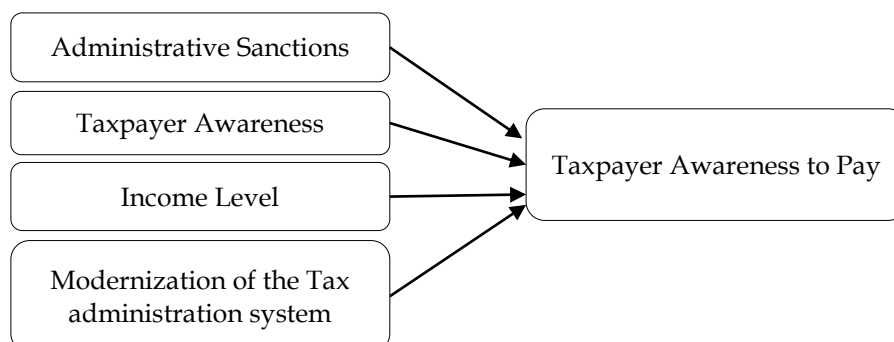 Administrative Sanctions
Taxpayer Awareness
Income Level
Modernization of the Tax
administration system
Taxpayer Awareness to Pay